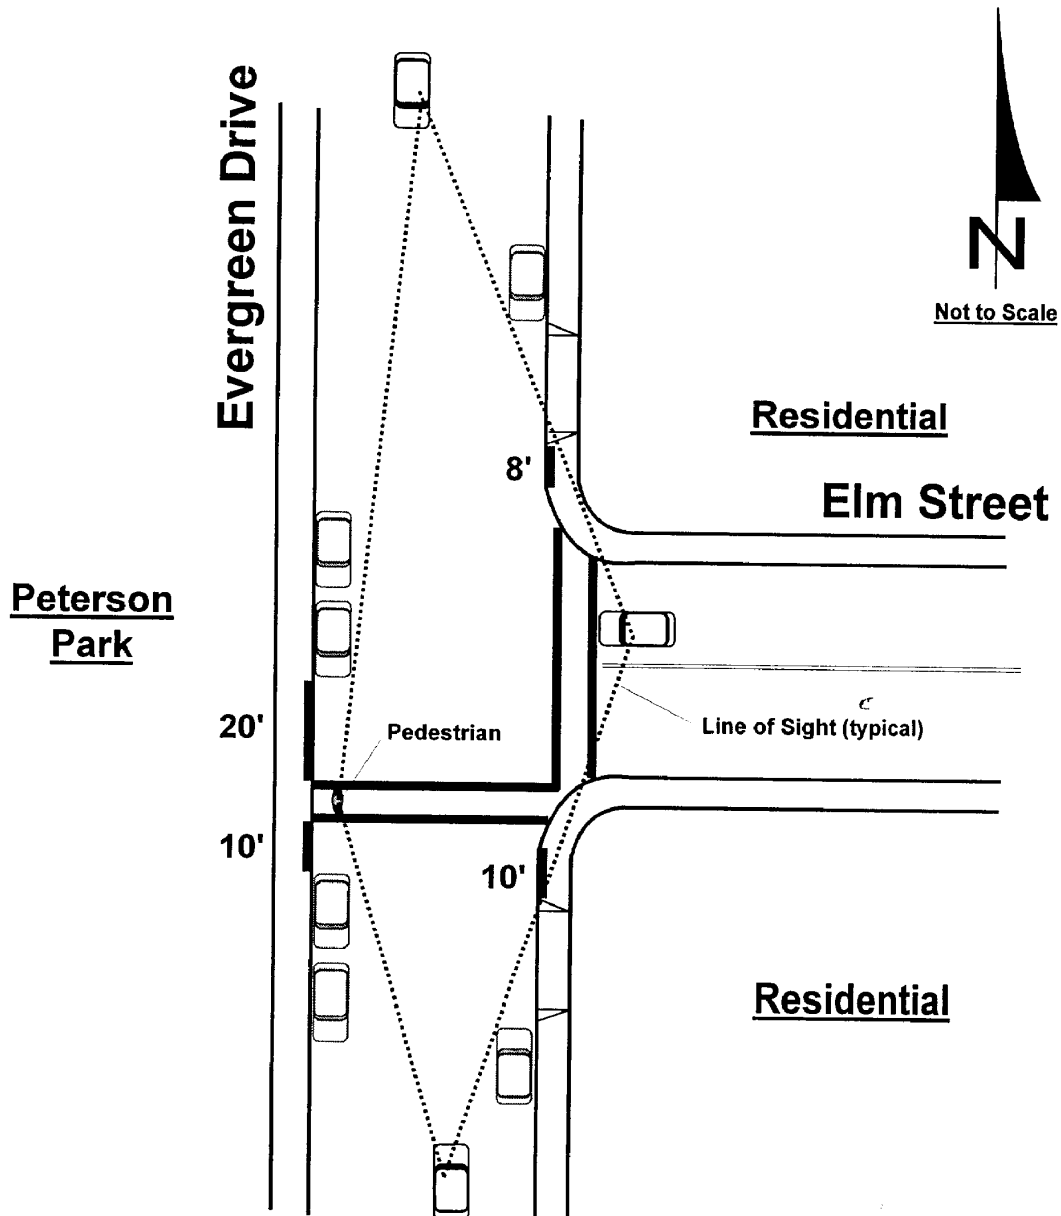 Evergreen Drive
N
Not to Scale
Residential
8'
Elm Street
Peterson
Park
20'
Pedestrian
Line of Sight (typical)
10'
10'
Residential